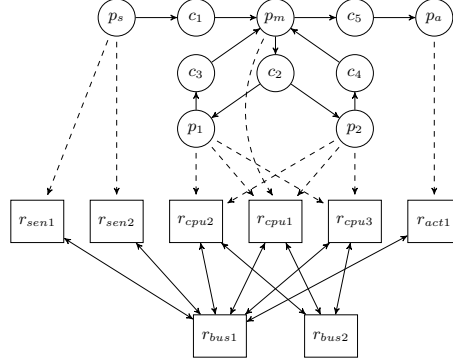 p_s c_1 p_m c_5 p_a
c_3 c_2 c_4
p_1 p_2
r_sen1 r_sen2 r_cpu2 r_cpu1 r_cpu3 r_act1
r_bus1 r_bus2